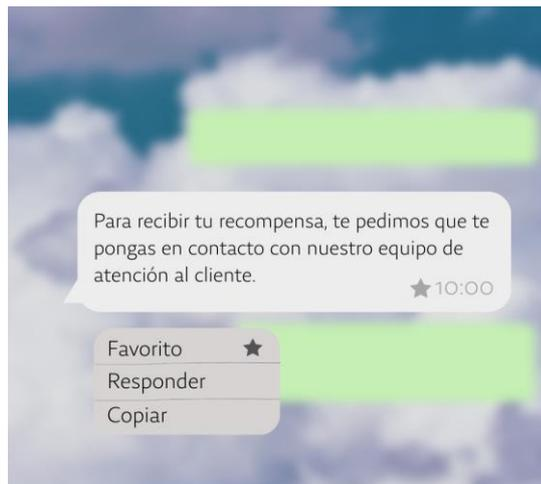 Para recibir tu recompensa, te pedimos que te
pongas en contacto con nuestro equipo de
atención al cliente.
10:00
Favorito
Responder
Copiar